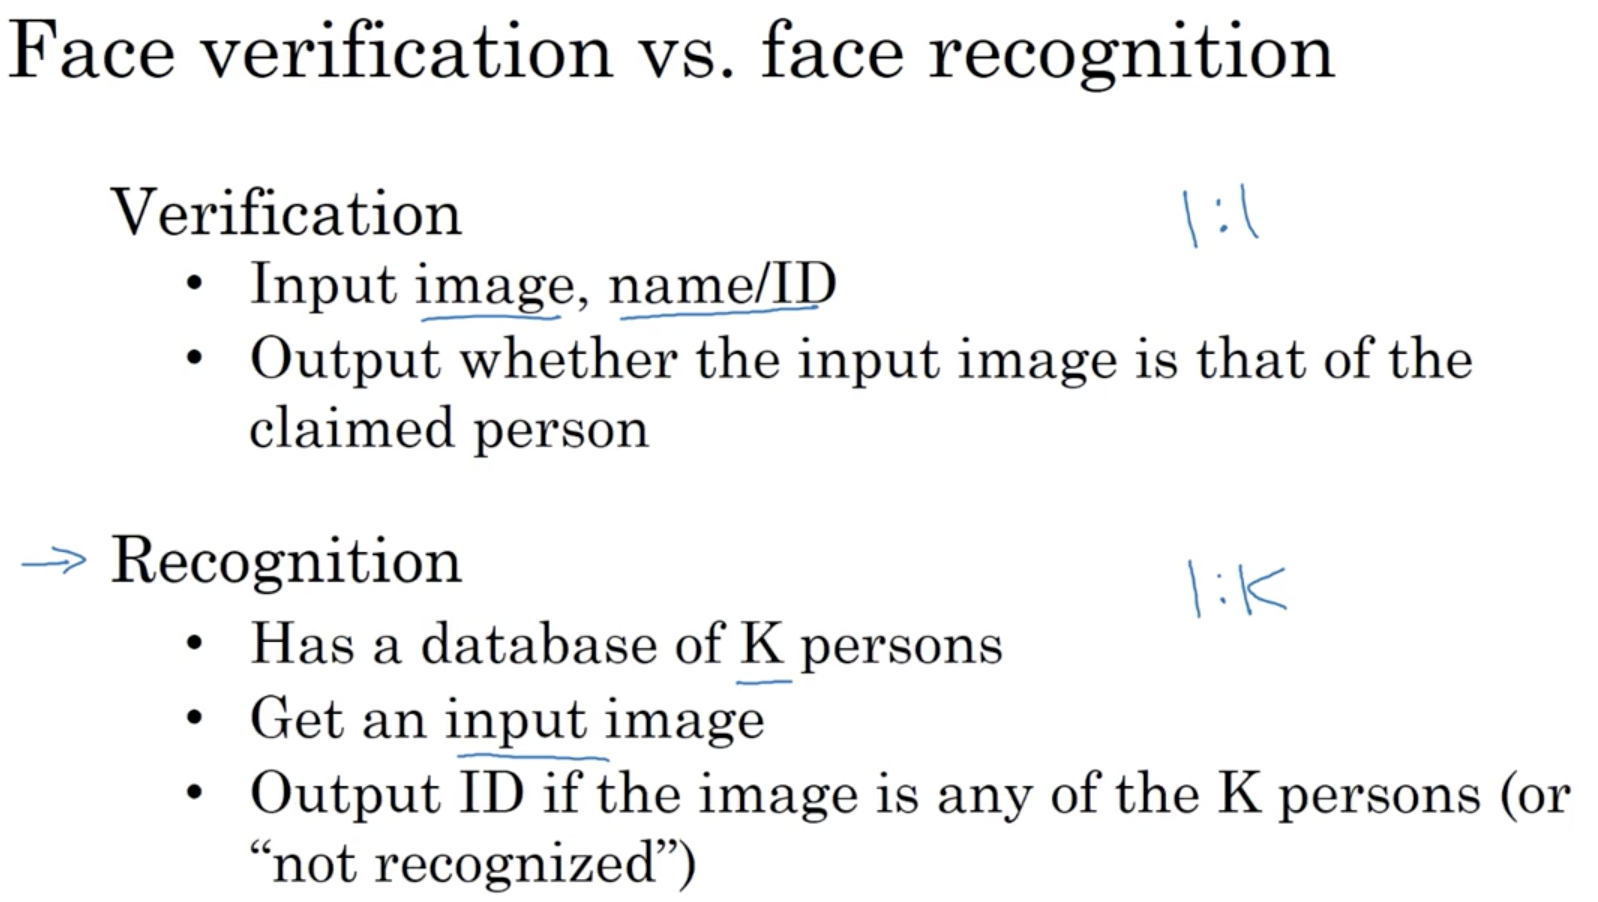 Face verification vs. face recognition
Verification
1:1
• Input image, name/ID
• Output whether the input image is that of the
claimed person
→ Recognition
1:K
• Has a database of K persons
• Get an input image
• Output ID if the image is any of the K persons (or
“not recognized”)